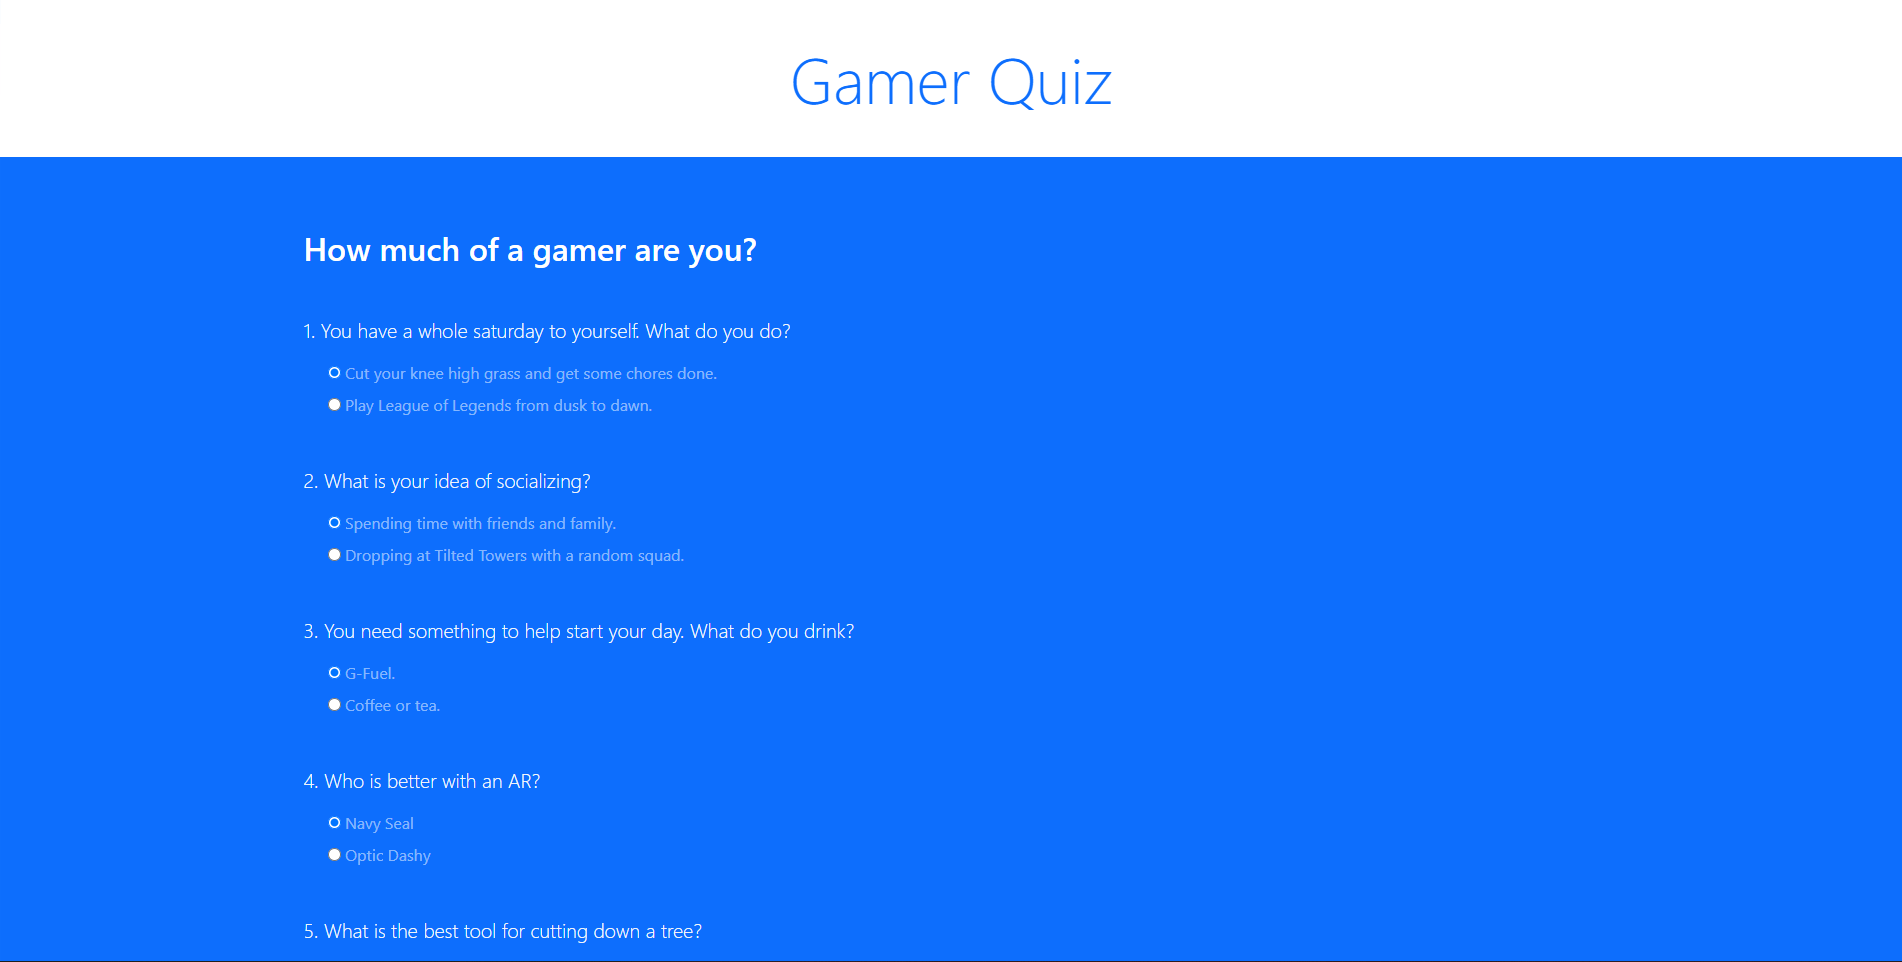 Gamer Quiz
How much of a gamer are you?
1. You have a whole saturday to yourself. What do you do?
Cut your knee high grass and get some chores done.
Play League of Legends from dusk to dawn.
2. What is your idea of socializing?
Spending time with friends and family.
Dropping at Tilted Towers with a random squad.
3. You need something to help start your day. What do you drink?
G-Fuel.
Coffee or tea.
4. Who is better with an AR?
Navy Seal
Optic Dashy
5. What is the best tool for cutting down a tree?